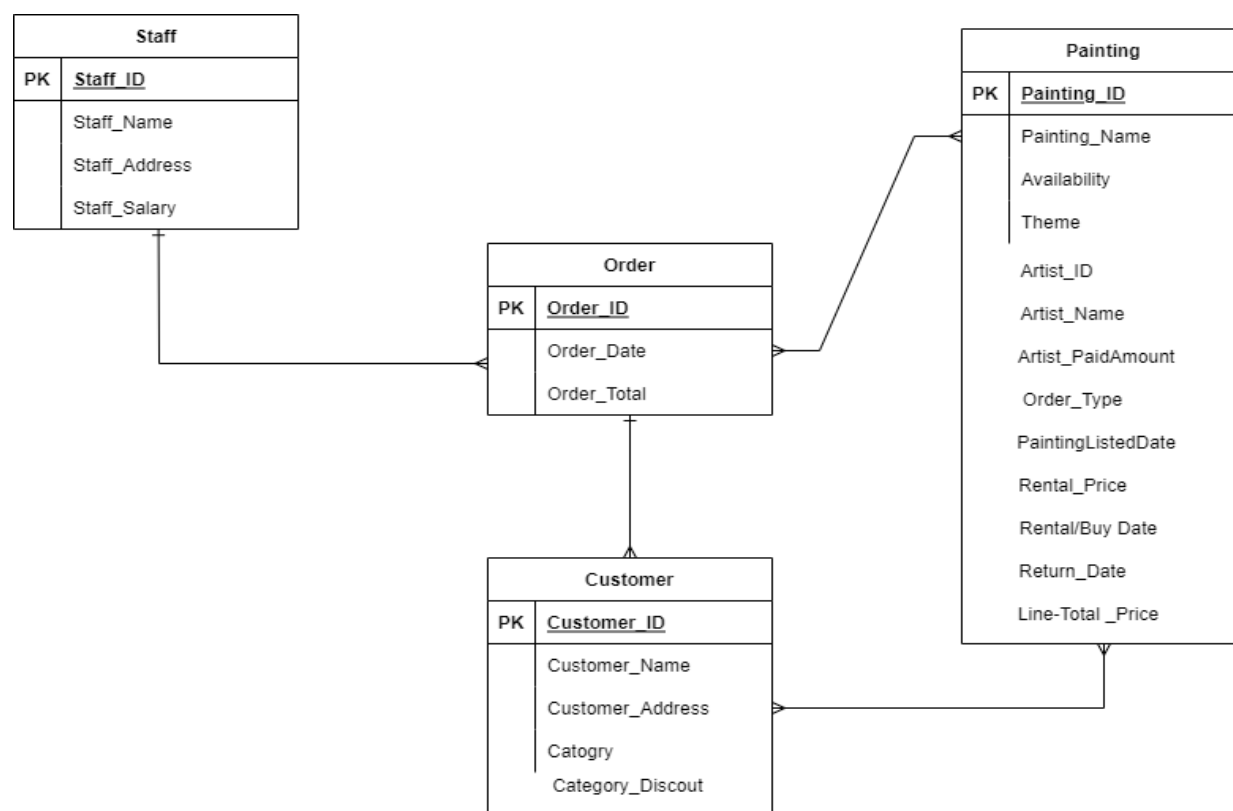 Staff
PK Staff_ID
Staff_Name
Staff_Address
Staff_Salary
Order
PK Order_ID
Order_Date
Order_Total
Customer
PK Customer_ID
Customer_Name
Customer_Address
Catogry
Category_Discout
Painting
PK Painting_ID
Painting_Name
Availability
Theme
Artist_ID
Artist_Name
Artist_PaidAmount
Order_Type
PaintingListedDate
Rental_Price
Rental/Buy Date
Return_Date
Line-Total _Price